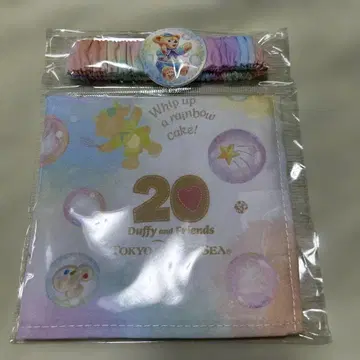 Whip up
a rainbow
cake!
20
Duffy and Friends
TOKYO SEA